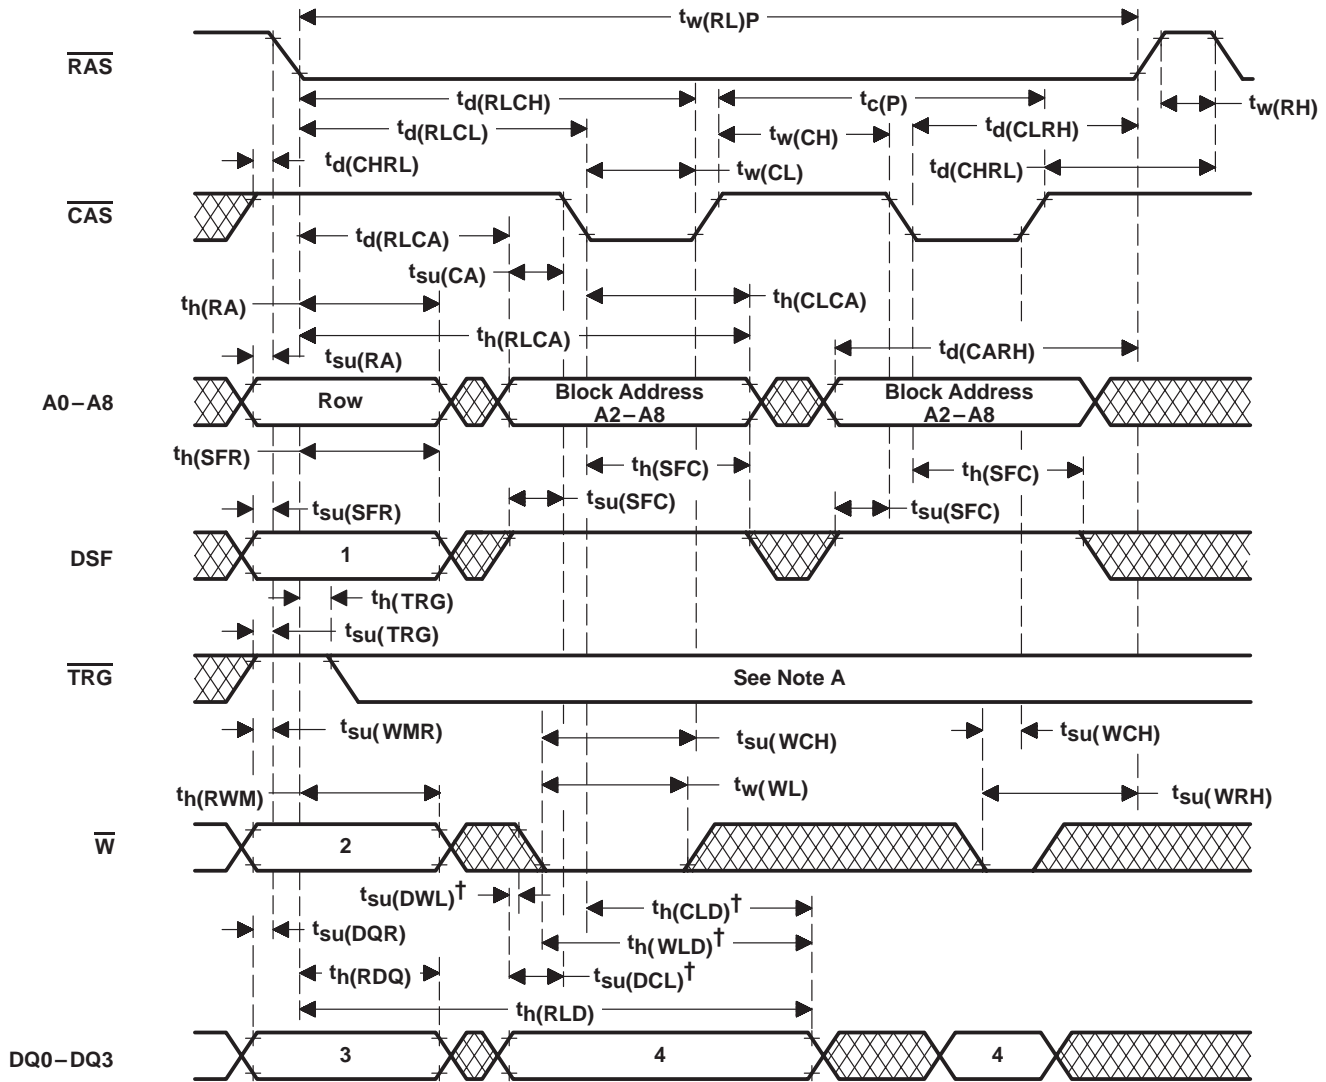 tw(RL)P
RAS
td(RLCH)
tc(P)
tw(RH)
td(RLCL)
tw(CH)
td(CLRH)
td(CHRL)
tw(CL)
td(CHRL)
CAS
td(RLCA)
tsu(CA)
th(RA)
th(CLCA)
th(RLCA)
tsu(RA)
td(CARH)
A0–A8
Row
Block Address
A2–A8
Block Address
A2–A8
th(SFR)
th(SFC)
th(SFC)
tsu(SFR)
tsu(SFC)
tsu(SFC)
DSF
1
th(TRG)
tsu(TRG)
TRG
See Note A
tsu(WMR)
tsu(WCH)
tsu(WCH)
th(RWM)
tw(WL)
tsu(WRH)
W
2
tsu(DWL)†
th(CLD)†
tsu(DQR)
th(WLD)†
th(RDQ)
tsu(DCL)†
th(RLD)
DQ0–DQ3
3
4
4